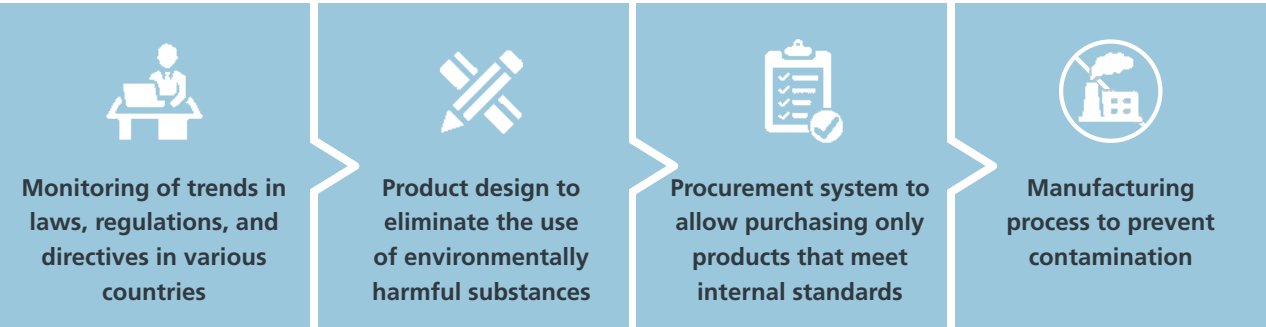 Monitoring of trends in
laws, regulations, and
directives in various
countries
Product design to
eliminate the use
of environmentally
harmful substances
Procurement system to
allow purchasing only
products that meet
internal standards
Manufacturing
process to prevent
contamination